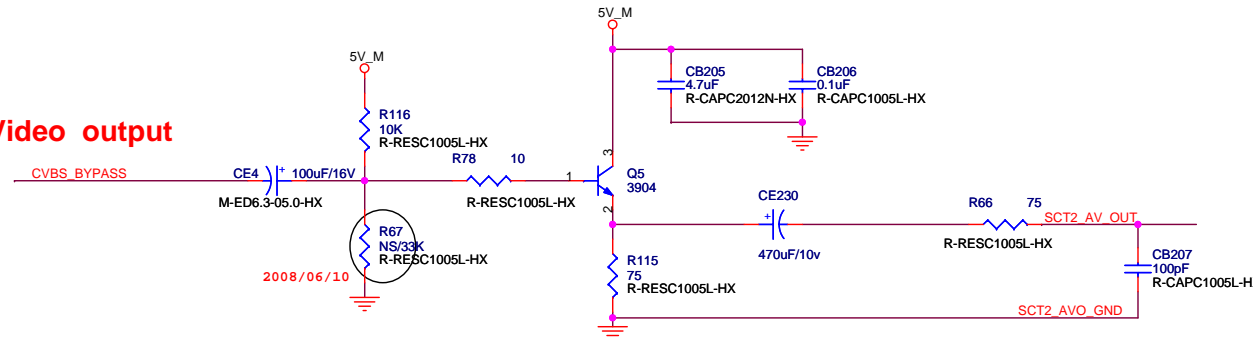 5V_M
5V_M
CB205
4.7uF
R-CAPC2012N-HX
CB206
0.1uF
R-CAPC1005L-HX
R116
10K
R-RESC1005L-HX
Video output
R78 10
R-RESC1005L-HX
3
1
2
Q5
3904
CVBS_BYPASS
CE4 + 100uF/16V
M-ED6.3-05.0-HX
CE230
+
470uF/10v
R66 75
R-RESC1005L-HX
SCT2_AV_OUT
R67
NS/33K
R-RESC1005L-HX
2008/06/10
R115
75
R-RESC1005L-HX
CB207
100pF
R-CAPC1005L-H
SCT2_AVO_GND